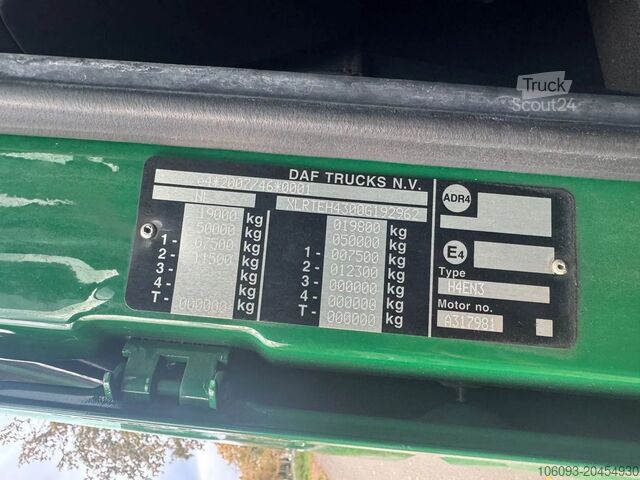 Truck
Scout24
DAF TRUCKS N.V.
NL
XLRTEH4300G192962
19000 kg 019800 kg
50000 kg 050000 kg
1- 07500 kg 1- 007500 kg
2- 11500 kg 2- 012300 kg
3- kg 3- 000000 kg
4- kg 4- 000000 kg
T- 000000 kg T- 000000 kg
ADR4
E4
Type
H4EN3
Motor no.
A317981
106093-20454930